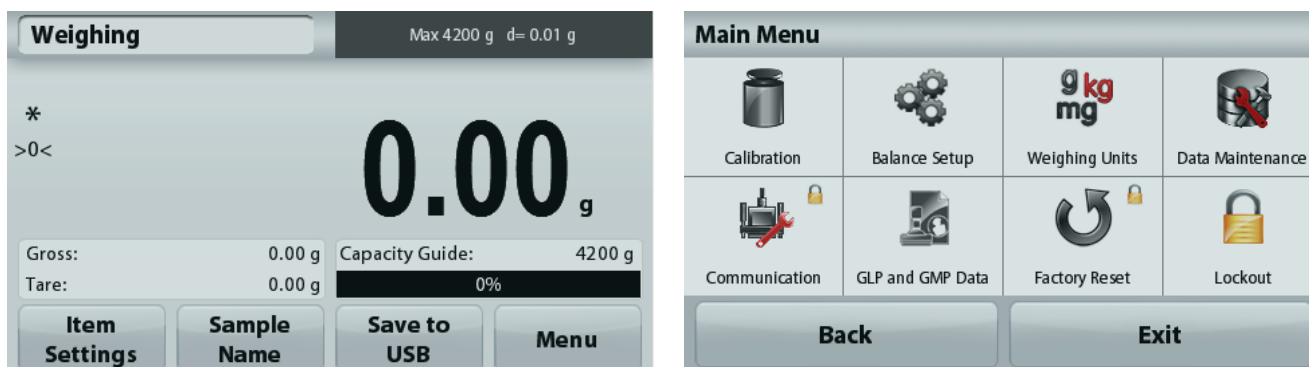 Weighing
Max 4200 g d= 0.01 g
*
>0<
0.00 g
Gross: 0.00 g
Tare: 0.00 g
Capacity Guide: 4200 g
0%
Item
Settings
Sample
Name
Save to
USB
Menu
Main Menu
g kg
mg
Calibration
Balance Setup
Weighing Units
Data Maintenance
Communication
GLP and GMP Data
Factory Reset
Lockout
Back
Exit